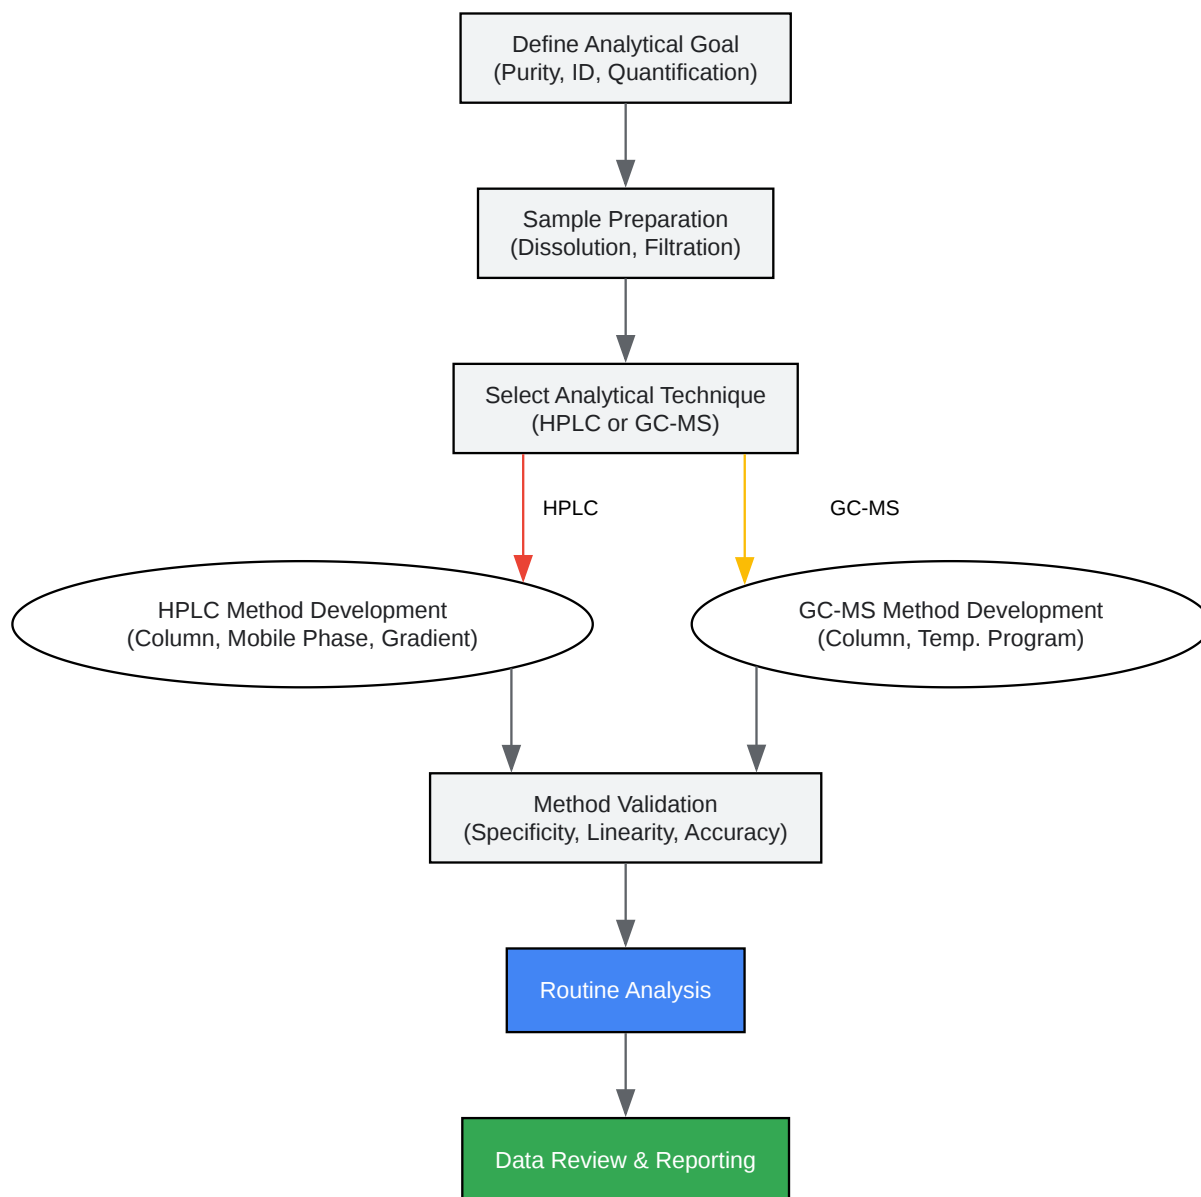 Define Analytical Goal
(Purity, ID, Quantification)
Sample Preparation
(Dissolution, Filtration)
Select Analytical Technique
(HPLC or GC-MS)
HPLC
GC-MS
HPLC Method Development
(Column, Mobile Phase, Gradient)
GC-MS Method Development
(Column, Temp. Program)
Method Validation
(Specificity, Linearity, Accuracy)
Routine Analysis
Data Review & Reporting